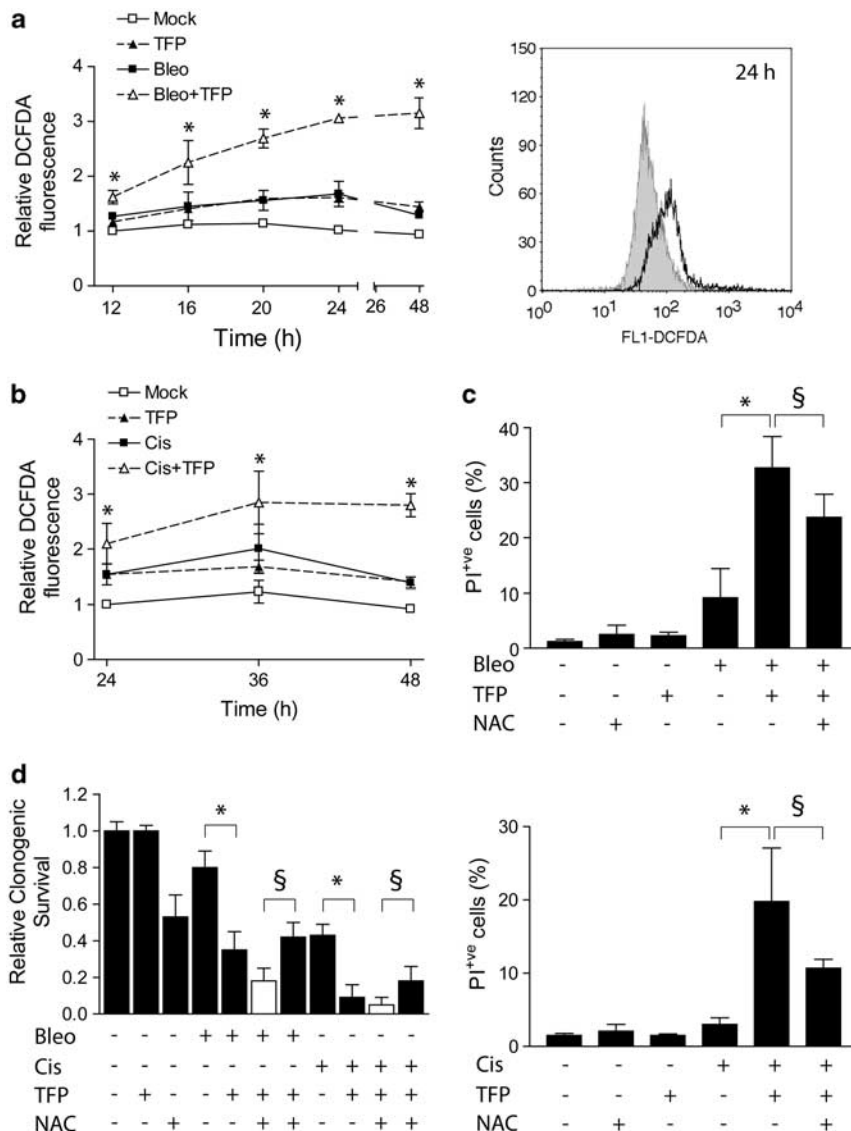 a
Mock
TFP
Bleo
Bleo+TFP
Relative DCFDA
fluorescence
4
3
2
1
0
* * * * *
12 16 20 24 26 48
Time (h)
24 h
Counts
150
120
90
60
30
0
10^0 10^1 10^2 10^3 10^4
FL1-DCFDA
b
Mock
TFP
Cis
Cis+TFP
Relative DCFDA
fluorescence
4
3
2
1
0
* * *
24 36 48
Time (h)
c
PI+ve cells (%)
40
30
20
10
0
* §
Bleo - - - + + +
TFP - - + - + +
NAC - + - - - +
d
Relative Clonogenic
Survival
1.2
1.0
0.8
0.6
0.4
0.2
0.0
* § * §
Bleo - - - + + + + - - - -
Cis - - - - - - - + + + +
TFP - + - - + + + - + + +
NAC - - + - - + + - - + +
PI+ve cells (%)
30
20
10
0
* §
Cis - - - + + +
TFP - - + - + +
NAC - + - - - +